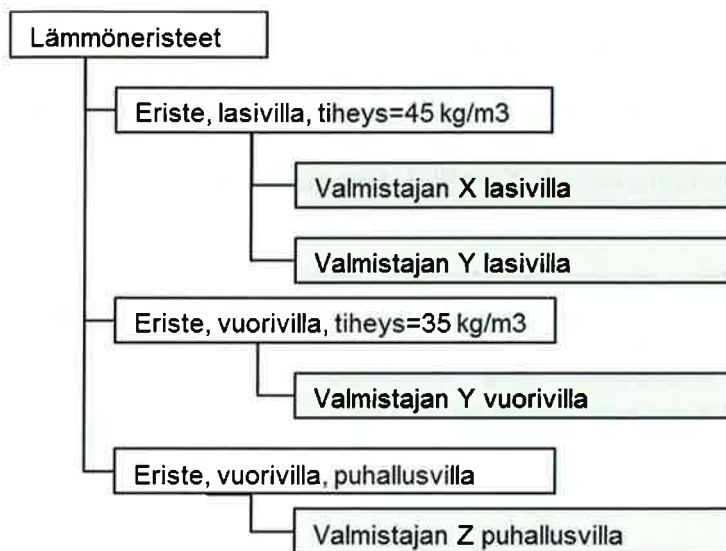 Lämmöneristeet
Eriste, lasivilla, tiheys=45 kg/m3
Valmistajan X lasivilla
Valmistajan Y lasivilla
Eriste, vuorivilla, tiheys=35 kg/m3
Valmistajan Y vuorivilla
Eriste, vuorivilla, puhallusvilla
Valmistajan Z puhallusvilla